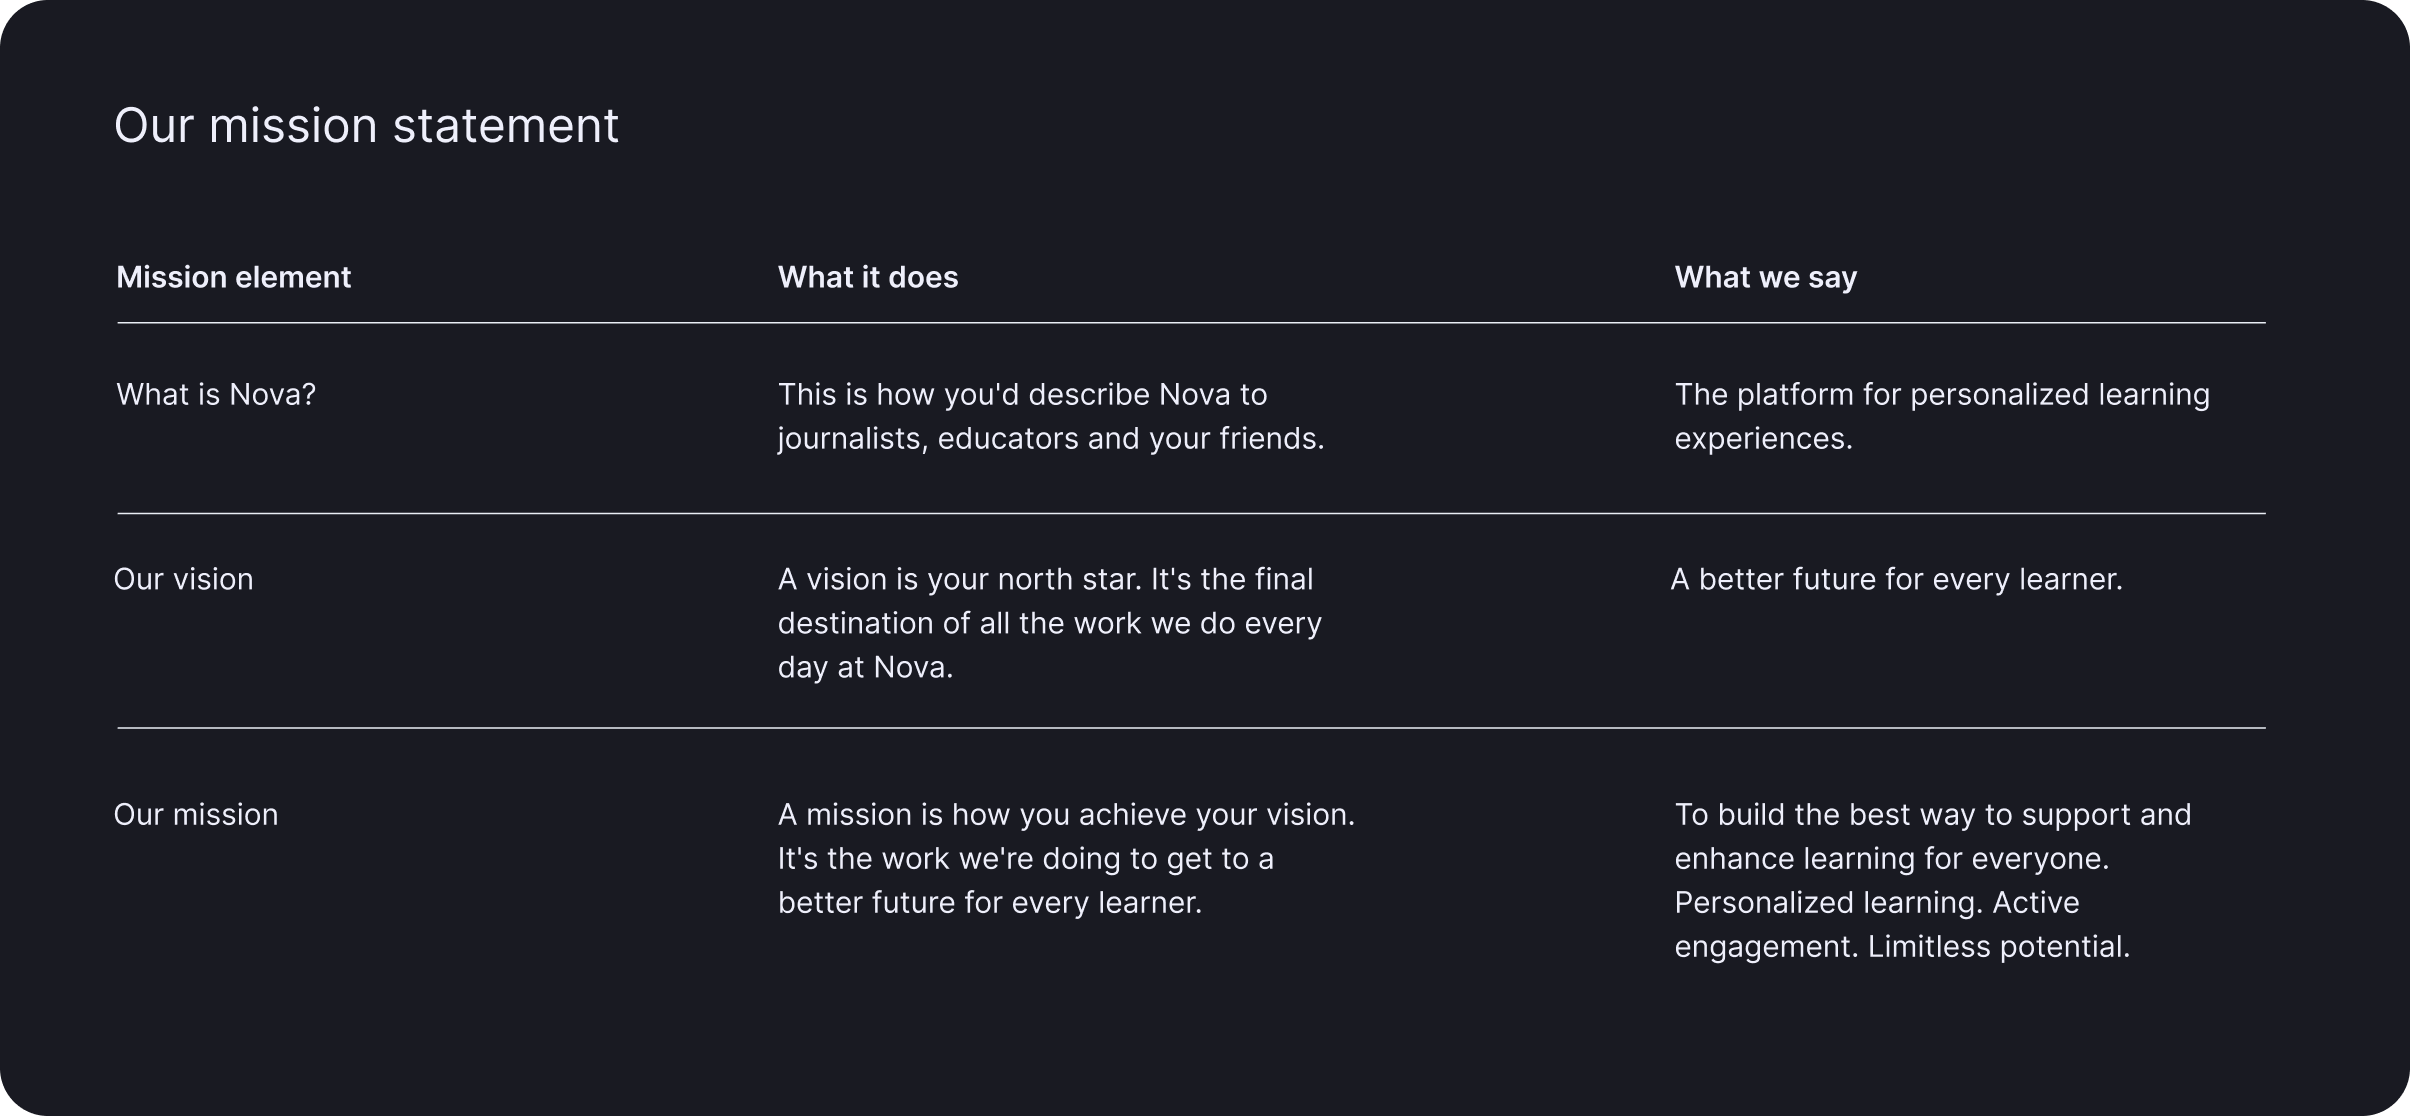 Our mission statement
Mission element
What it does
What we say
What is Nova?
This is how you'd describe Nova to
journalists, educators and your friends.
The platform for personalized learning
experiences.
Our vision
A vision is your north star. It's the final
destination of all the work we do every
day at Nova.
A better future for every learner.
Our mission
A mission is how you achieve your vision.
It's the work we're doing to get to a
better future for every learner.
To build the best way to support and
enhance learning for everyone.
Personalized learning. Active
engagement. Limitless potential.